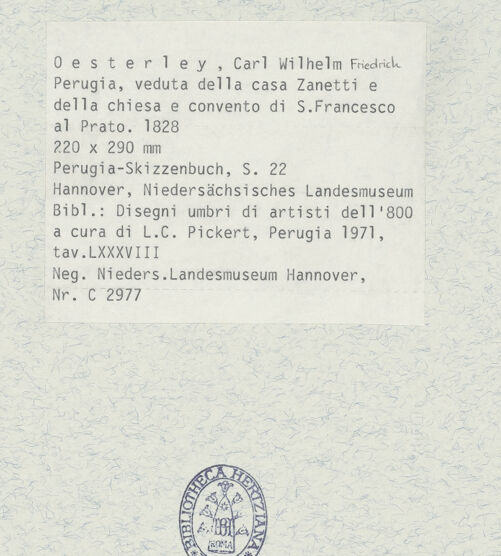 Oesterley, Carl Wilhelm Friedrich
Perugia, veduta della casa Zanetti e
della chiesa e convento di S.Francesco
al Prato. 1828
220 x 290 mm
Perugia-Skizzenbuch, S. 22
Hannover, Niedersächsisches Landesmuseum
Bibl.: Disegni umbri di artisti dell'800
a cura di L.C. Pickert, Perugia 1971,
tav.LXXXVIII
Neg. Nieders.Landesmuseum Hannover,
Nr. C 2977
BIBLIOTHECA HERTZIANA
ROMA